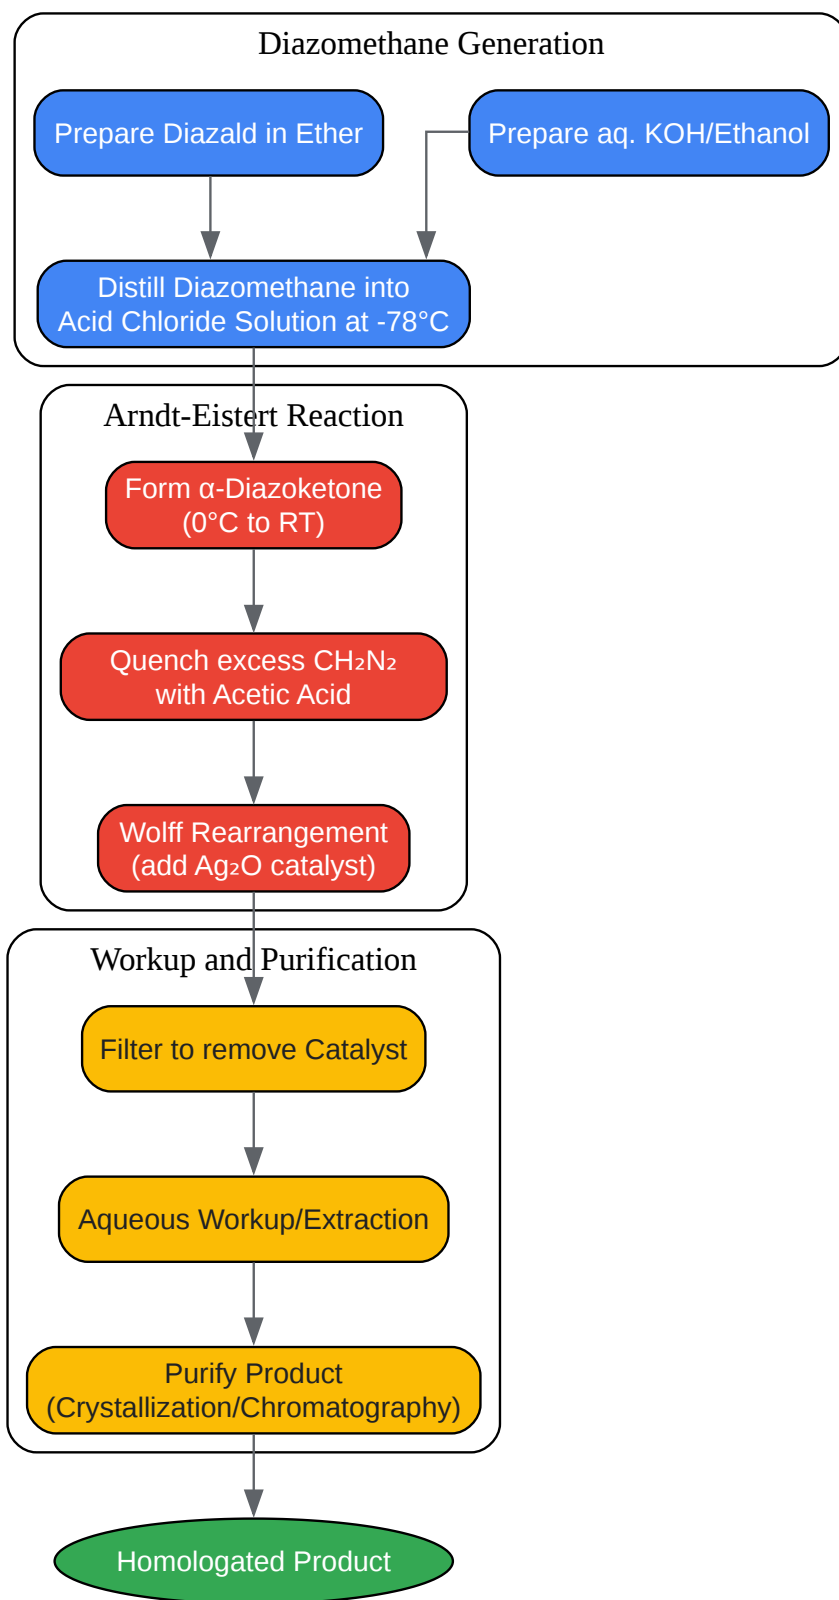 Diazomethane Generation
Prepare Diazald in Ether
Prepare aq. KOH/Ethanol
Distill Diazomethane into
Acid Chloride Solution at -78°C
Arndt-Eistert Reaction
Form α-Diazoketone
(0°C to RT)
Quench excess CH₂N₂
with Acetic Acid
Wolff Rearrangement
(add Ag₂O catalyst)
Workup and Purification
Filter to remove Catalyst
Aqueous Workup/Extraction
Purify Product
(Crystallization/Chromatography)
Homologated Product